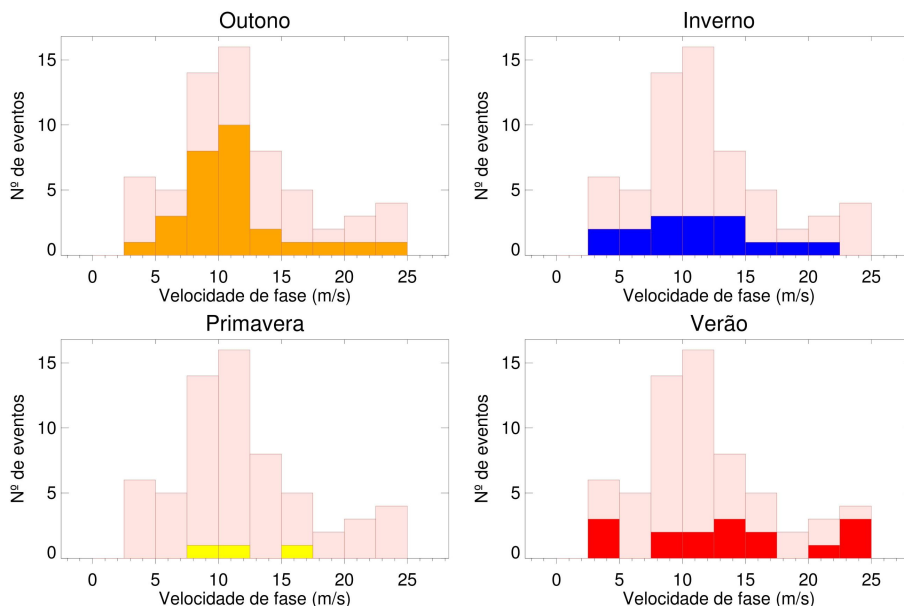 Outono
15
10
5
0
Nº de eventos
0 5 10 15 20 25
Velocidade de fase (m/s)
Inverno
15
10
5
0
Nº de eventos
0 5 10 15 20 25
Velocidade de fase (m/s)
Primavera
15
10
5
0
Nº de eventos
0 5 10 15 20 25
Velocidade de fase (m/s)
Verão
15
10
5
0
Nº de eventos
0 5 10 15 20 25
Velocidade de fase (m/s)